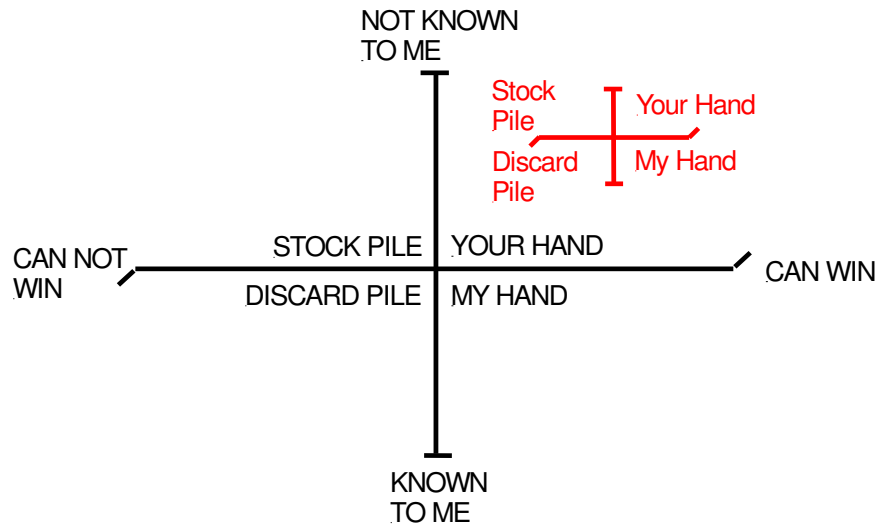 NOT KNOWN
TO ME
Stock
Pile
Your Hand
Discard
Pile
My Hand
STOCK PILE
YOUR HAND
CAN NOT
WIN
CAN WIN
DISCARD PILE
MY HAND
KNOWN
TO ME